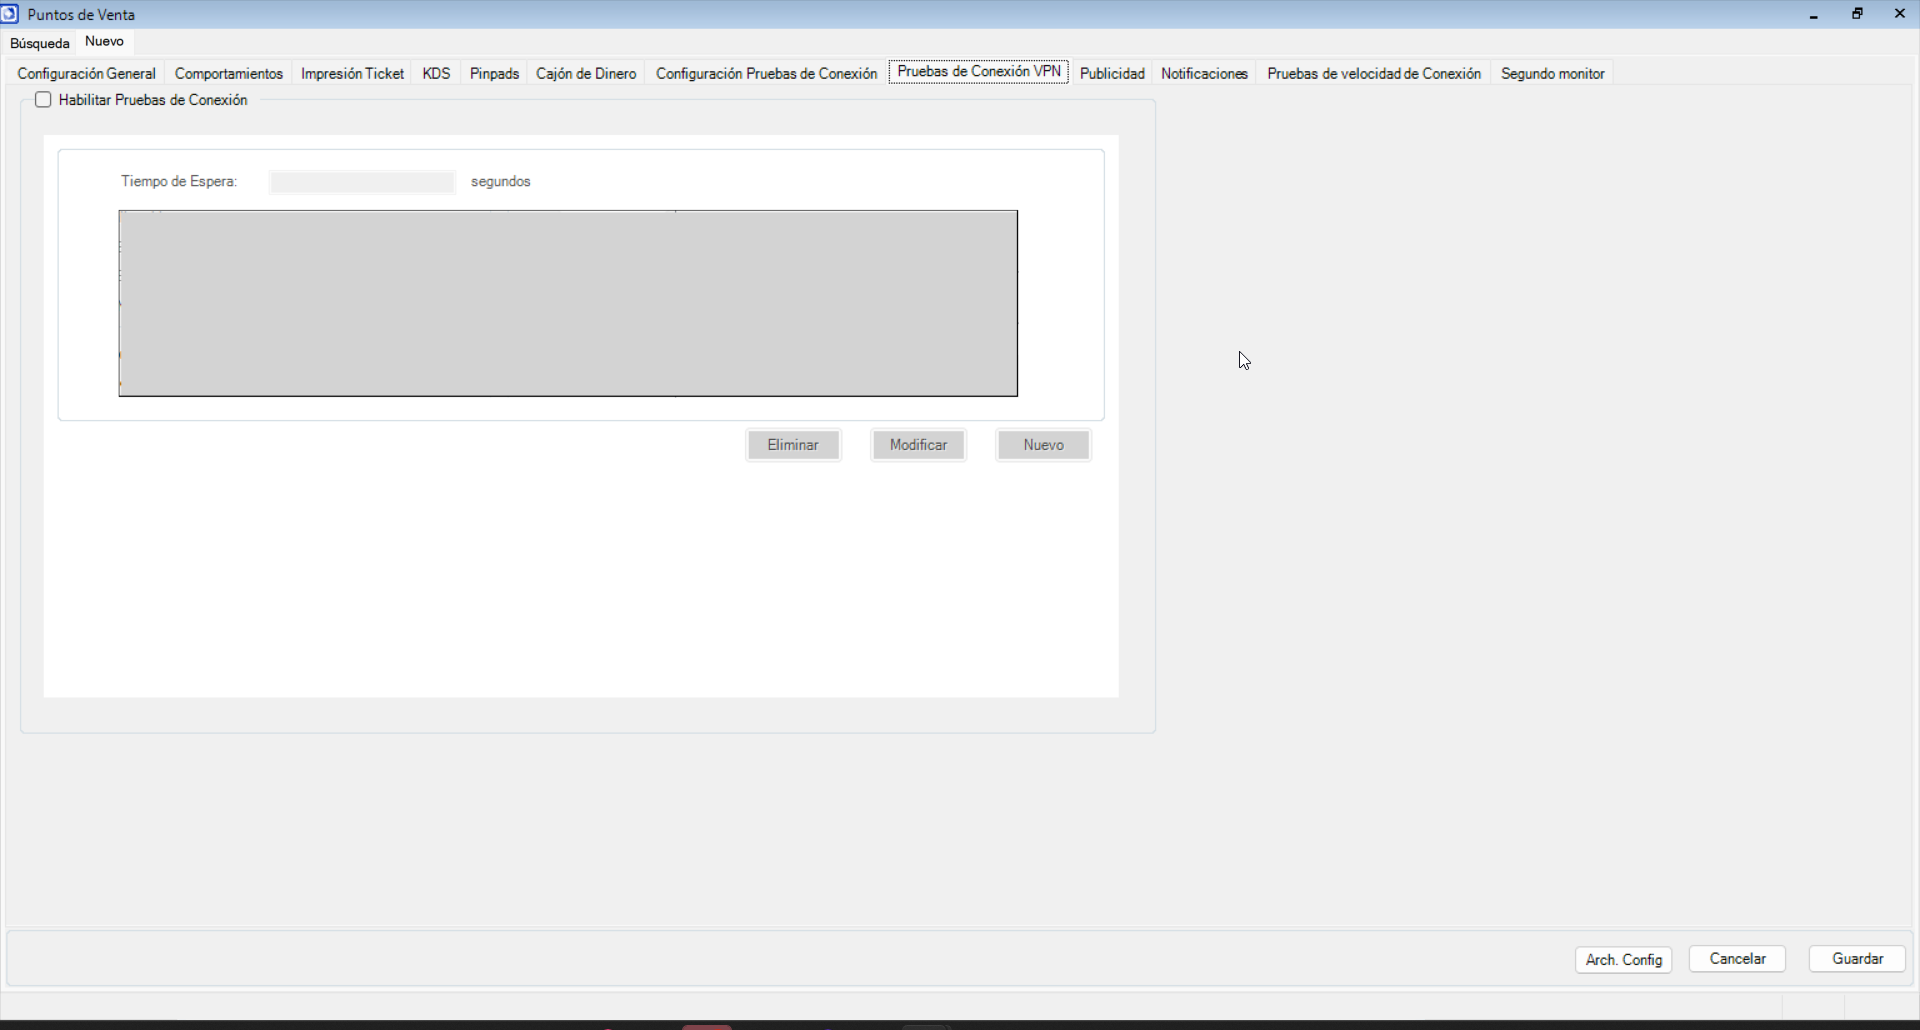 Puntos de Venta
Búsqueda Nuevo
Configuración General Comportamientos Impresión Ticket KDS Pinpads Cajón de Dinero Configuración Pruebas de Conexión Pruebas de Conexión VPN Publicidad Notificaciones Pruebas de velocidad de Conexión Segundo monitor
Habilitar Pruebas de Conexión
Tiempo de Espera: segundos
Eliminar Modificar Nuevo
Arch. Config Cancelar Guardar